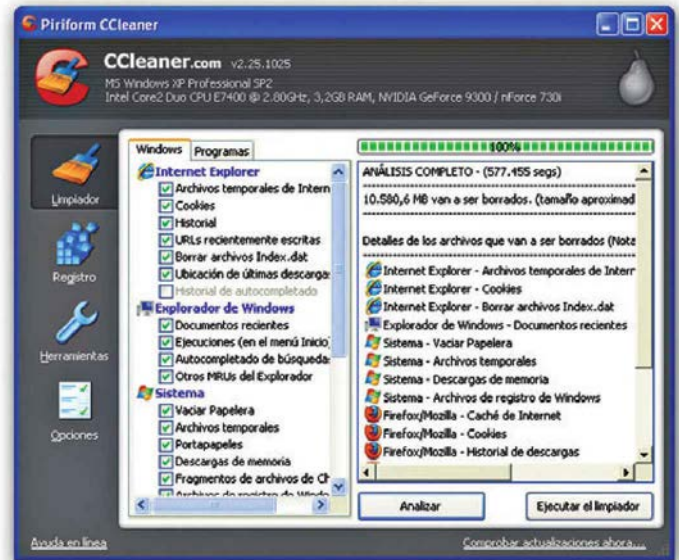 Piriform CCleaner
CCleaner.com v2.25.1025
MS Windows XP Professional SP2
Intel Core2 Duo CPU E7400 @ 2.80GHz, 3,2GB RAM, NVIDIA GeForce 9300 / nForce 730i
Limpiador
Registro
Herramientas
Opciones
Windows
Programas
Internet Explorer
Archivos temporales de Intern
Cookies
Historial
URLs recientemente escritas
Borrar archivos Index.dat
Ubicación de últimas descargas
Historial de autocompletado
Explorador de Windows
Documentos recientes
Ejecuciones (en el menú Inicio)
Autocompletado de búsquedas
Otros MRUs del Explorador
Sistema
Vaciar Papelera
Archivos temporales
Portapapeles
Descargas de memoria
Fragmentos de archivos de Ch
Archivos de registro de Windo
100%
ANÁLISIS COMPLETO - (577.455 segs)
10.580,6 MB van a ser borrados. (tamaño aproximad
Detalles de los archivos que van a ser borrados (Nota
Internet Explorer - Archivos temporales de Interr
Internet Explorer - Cookies
Internet Explorer - Borrar archivos Index.dat
Explorador de Windows - Documentos recientes
Sistema - Vaciar Papelera
Sistema - Archivos temporales
Sistema - Descargas de memoria
Sistema - Archivos de registro de Windows
Firefox/Mozilla - Caché de Internet
Firefox/Mozilla - Cookies
Firefox/Mozilla - Historial de descargas
Analizar
Ejecutar el limpiador
Ayuda en línea
Comprobar actualizaciones ahora...